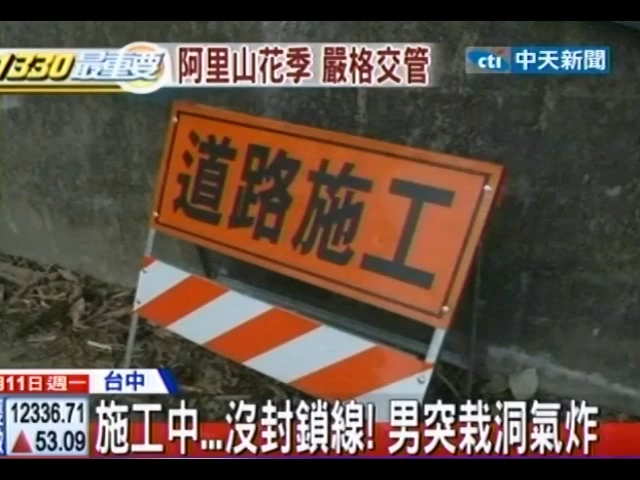 1330最重要
阿里山花季 嚴格交管
cti 中天新聞
道路施工
月11日週一
台中
12336.71
▲53.09
施工中...沒封鎖線! 男突栽洞氣炸